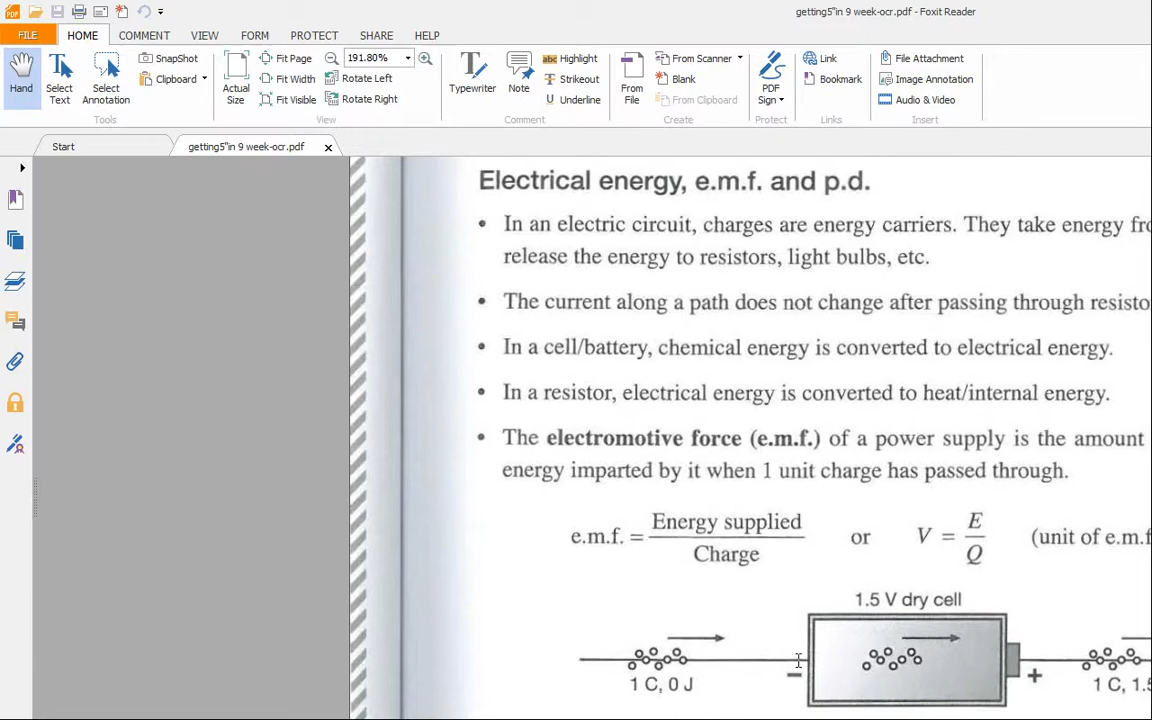 getting5"in 9 week-ocr.pdf - Foxit Reader
FILE HOME COMMENT VIEW FORM PROTECT SHARE HELP
Hand
Select Text
Select Annotation
SnapShot
Clipboard
Tools
Actual Size
Fit Page
Fit Width
Fit Visible
191.80%
Rotate Left
Rotate Right
View
Typewriter
Note
Highlight
Strikeout
Underline
Comment
From File
From Scanner
Blank
From Clipboard
Create
PDF Sign
Protect
Link
Bookmark
Links
File Attachment
Image Annotation
Audio & Video
Insert
Start
getting5"in 9 week-ocr.pdf
Electrical energy, e.m.f. and p.d.
• In an electric circuit, charges are energy carriers. They take energy fro
release the energy to resistors, light bulbs, etc.
• The current along a path does not change after passing through resisto
• In a cell/battery, chemical energy is converted to electrical energy.
• In a resistor, electrical energy is converted to heat/internal energy.
• The electromotive force (e.m.f.) of a power supply is the amount
energy imparted by it when 1 unit charge has passed through.
e.m.f. = Energy supplied / Charge or V = E / Q (unit of e.m.f
1.5 V dry cell
− +
1 C, 0 J 1 C, 1.5